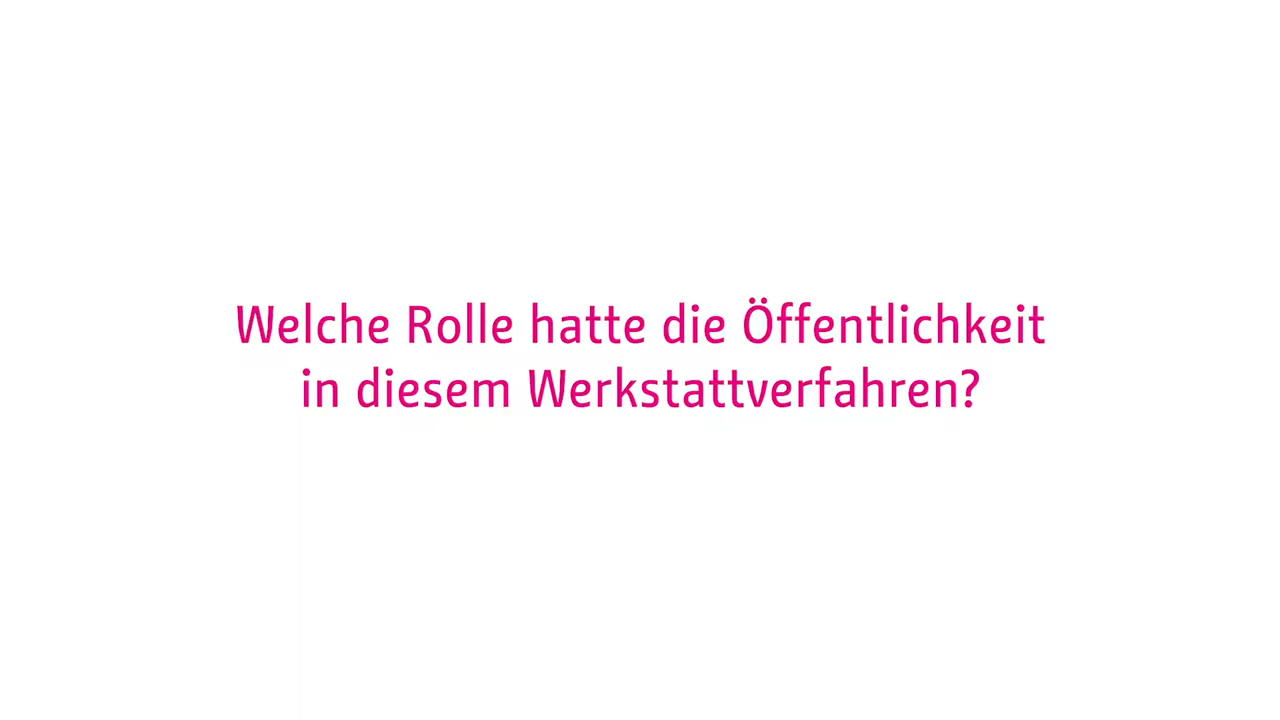 Welche Rolle hatte die Öffentlichkeit
in diesem Werkstattverfahren?